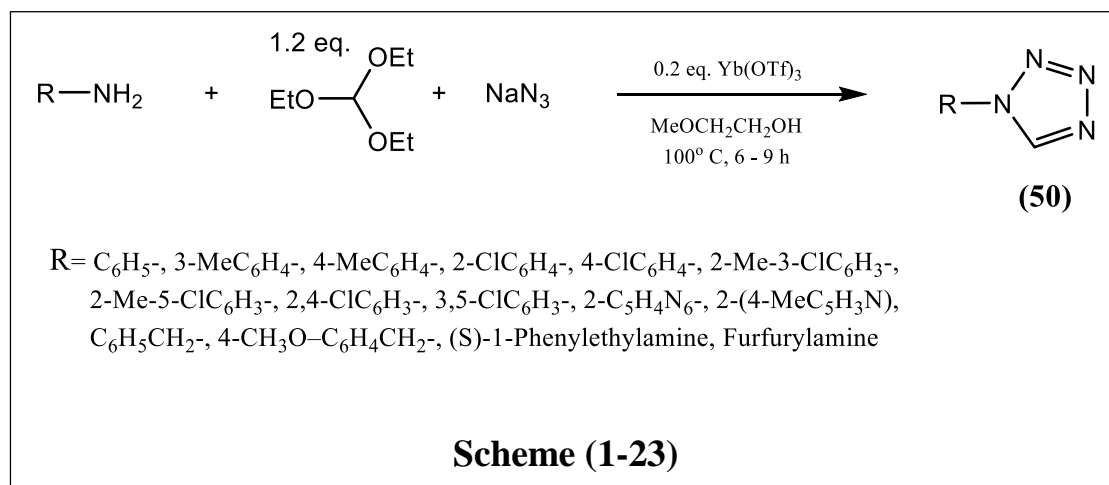 1.2 eq.
R–NH₂ + EtO OEt OEt + NaN₃
0.2 eq. Yb(OTf)₃
MeOCH₂CH₂OH
100° C, 6 - 9 h
R N N N N
(50)
R= C₆H₅-, 3-MeC₆H₄-, 4-MeC₆H₄-, 2-ClC₆H₄-, 4-ClC₆H₄-, 2-Me-3-ClC₆H₃-,
2-Me-5-ClC₆H₃-, 2,4-ClC₆H₃-, 3,5-ClC₆H₃-, 2-C₅H₄N₆-, 2-(4-MeC₅H₃N),
C₆H₅CH₂-, 4-CH₃O–C₆H₄CH₂-, (S)-1-Phenylethylamine, Furfurylamine
Scheme (1-23)